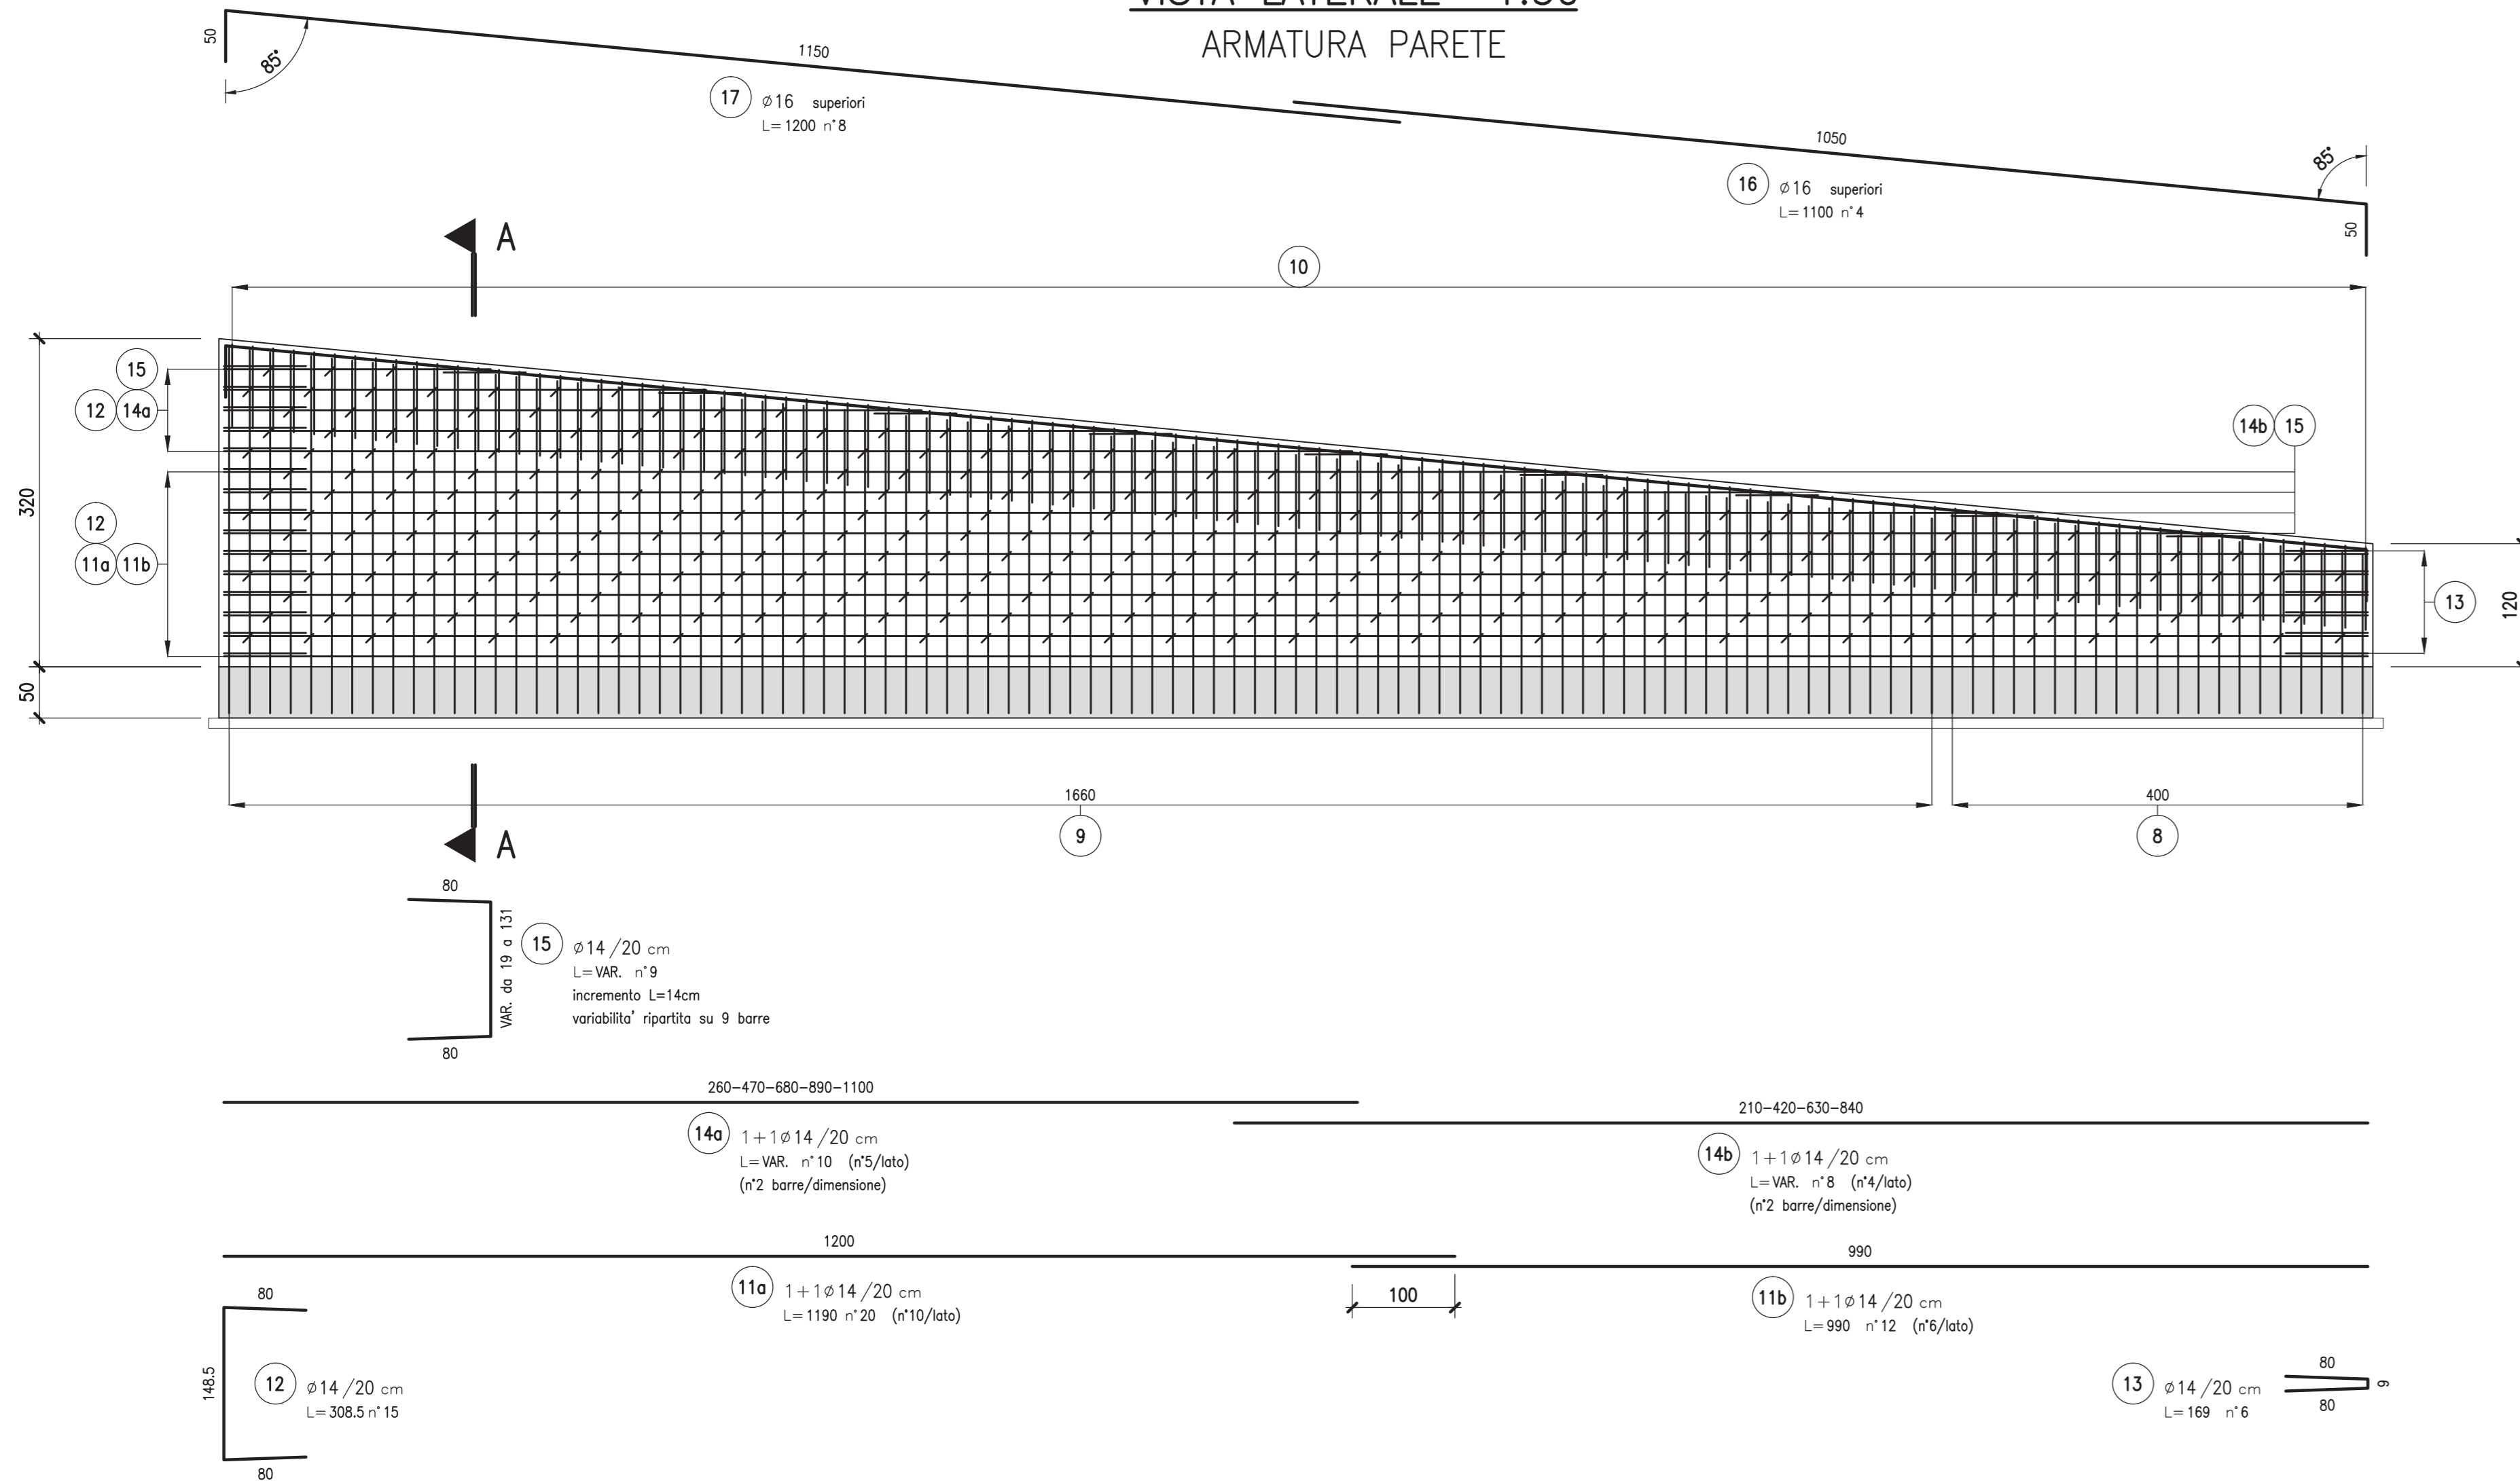 ARMATURA PARETE
50
85°
1150
17
ø16 superiori
L=1200 n°8
1050
16
ø16 superiori
L=1100 n°4
85°
50
A
10
15
12
14a
14b
15
320
12
11a
11b
13
120
50
1660
400
9
8
A
80
VAR. da 19 a 131
15
ø14/20 cm
L=VAR. n°9
incremento L=14cm
variabilita' ripartita su 9 barre
80
260-470-680-890-1100
210-420-630-840
14a
1+1ø14/20 cm
L=VAR. n°10 (n°5/lato)
(n°2 barre/dimensione)
14b
1+1ø14/20 cm
L=VAR. n°8 (n°4/lato)
(n°2 barre/dimensione)
1200
990
11a
1+1ø14/20 cm
L=1190 n°20 (n°10/lato)
100
11b
1+1ø14/20 cm
L=990 n°12 (n°6/lato)
80
148.5
12
ø14/20 cm
L=308.5 n°15
80
13
ø14/20 cm
L=169 n°6
80
9
80